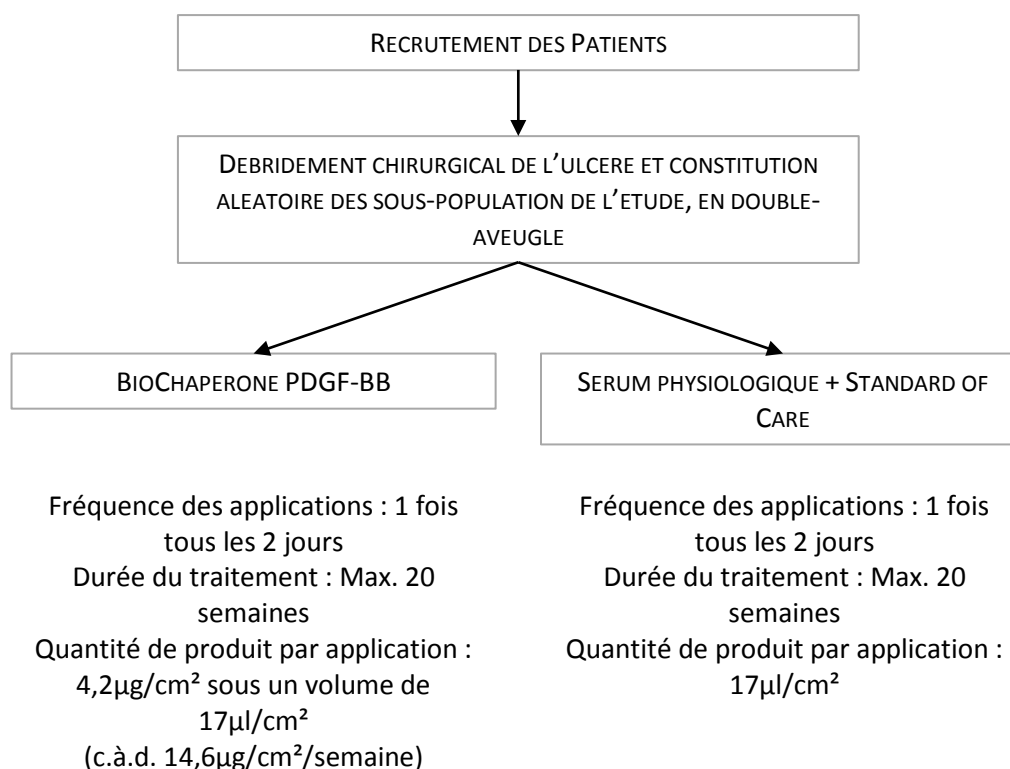 RECRUTEMENT DES PATIENTS
DEBRIDEMENT CHIRURGICAL DE L'ULCERE ET CONSTITUTION
ALEATOIRE DES SOUS-POPULATION DE L'ETUDE, EN DOUBLE-
AVEUGLE
BIOCHAPERONE PDGF-BB
SERUM PHYSIOLOGIQUE + STANDARD OF
CARE
Fréquence des applications : 1 fois
tous les 2 jours
Durée du traitement : Max. 20
semaines
Quantité de produit par application :
4,2µg/cm² sous un volume de
17µl/cm²
(c.à.d. 14,6µg/cm²/semaine)
Fréquence des applications : 1 fois
tous les 2 jours
Durée du traitement : Max. 20
semaines
Quantité de produit par application :
17µl/cm²